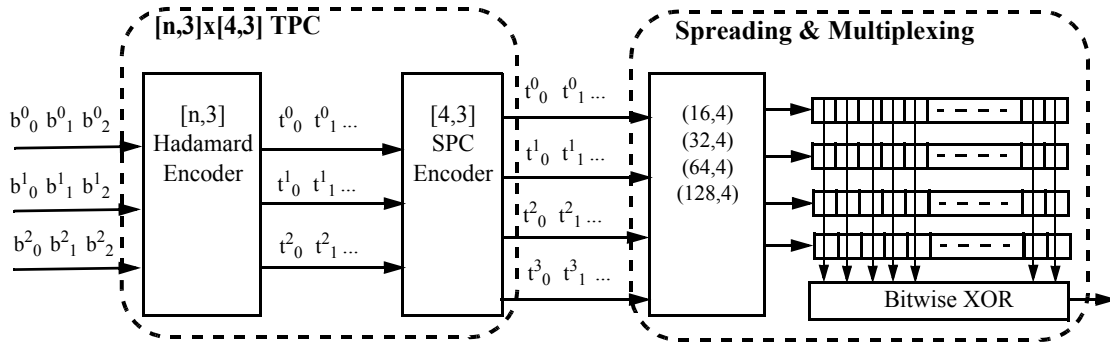 [n,3]x[4,3] TPC
Spreading & Multiplexing
b⁰₀ b⁰₁ b⁰₂
b¹₀ b¹₁ b¹₂
b²₀ b²₁ b²₂
[n,3]
Hadamard
Encoder
t⁰₀ t⁰₁ ...
t¹₀ t¹₁ ...
t²₀ t²₁ ...
[4,3]
SPC
Encoder
t⁰₀ t⁰₁ ...
t¹₀ t¹₁ ...
t²₀ t²₁ ...
t³₀ t³₁ ...
(16,4)
(32,4)
(64,4)
(128,4)
Bitwise XOR